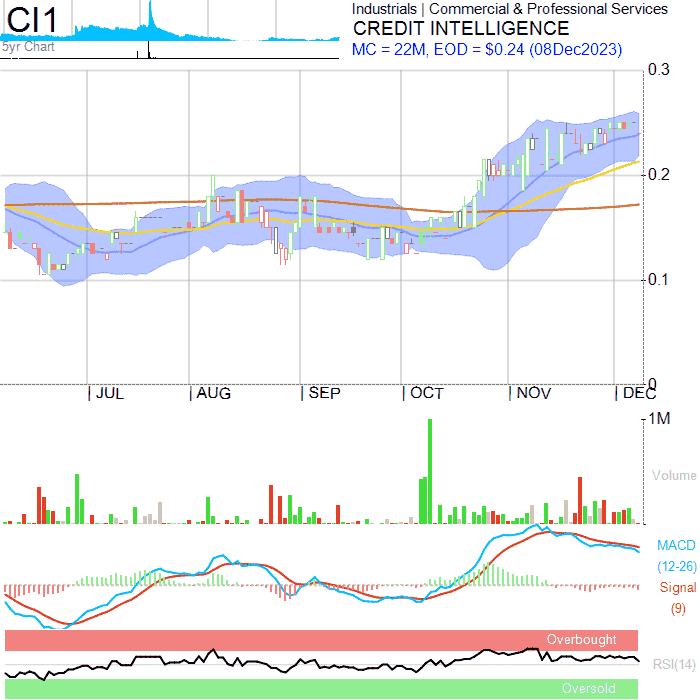 CI1
5yr Chart
Industrials | Commercial & Professional Services
CREDIT INTELLIGENCE
MC = 22M, EOD = $0.24 (08Dec2023)
0.3
0.2
0.1
0
JUL
AUG
SEP
OCT
NOV
DEC
1M
Volume
MACD
(12-26)
Signal
(9)
Overbought
RSI(14)
Oversold